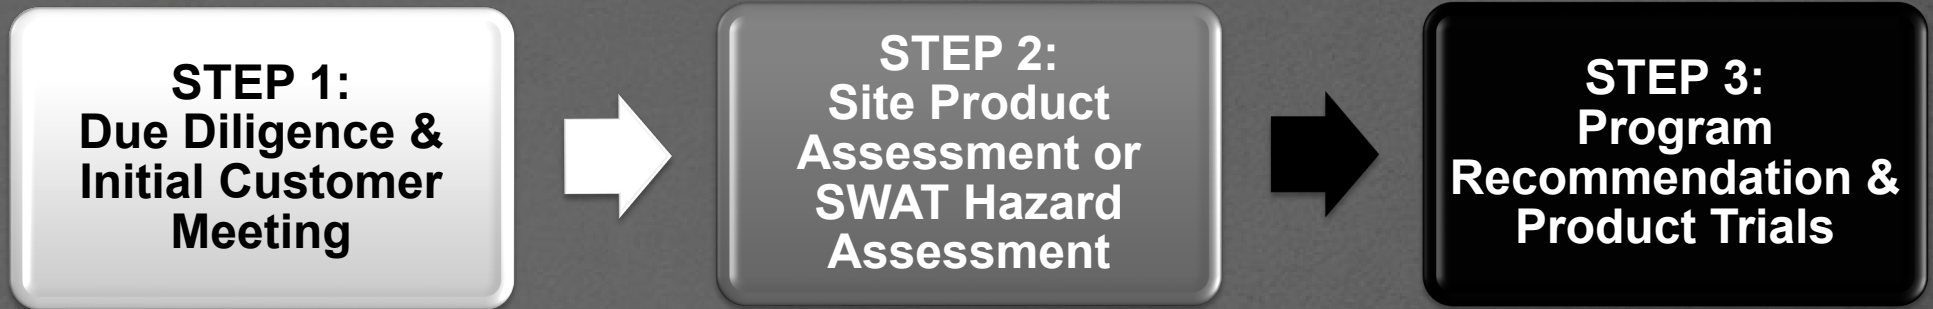 STEP 1:
Due Diligence &
Initial Customer
Meeting
STEP 2:
Site Product
Assessment or
SWAT Hazard
Assessment
STEP 3:
Program
Recommendation &
Product Trials